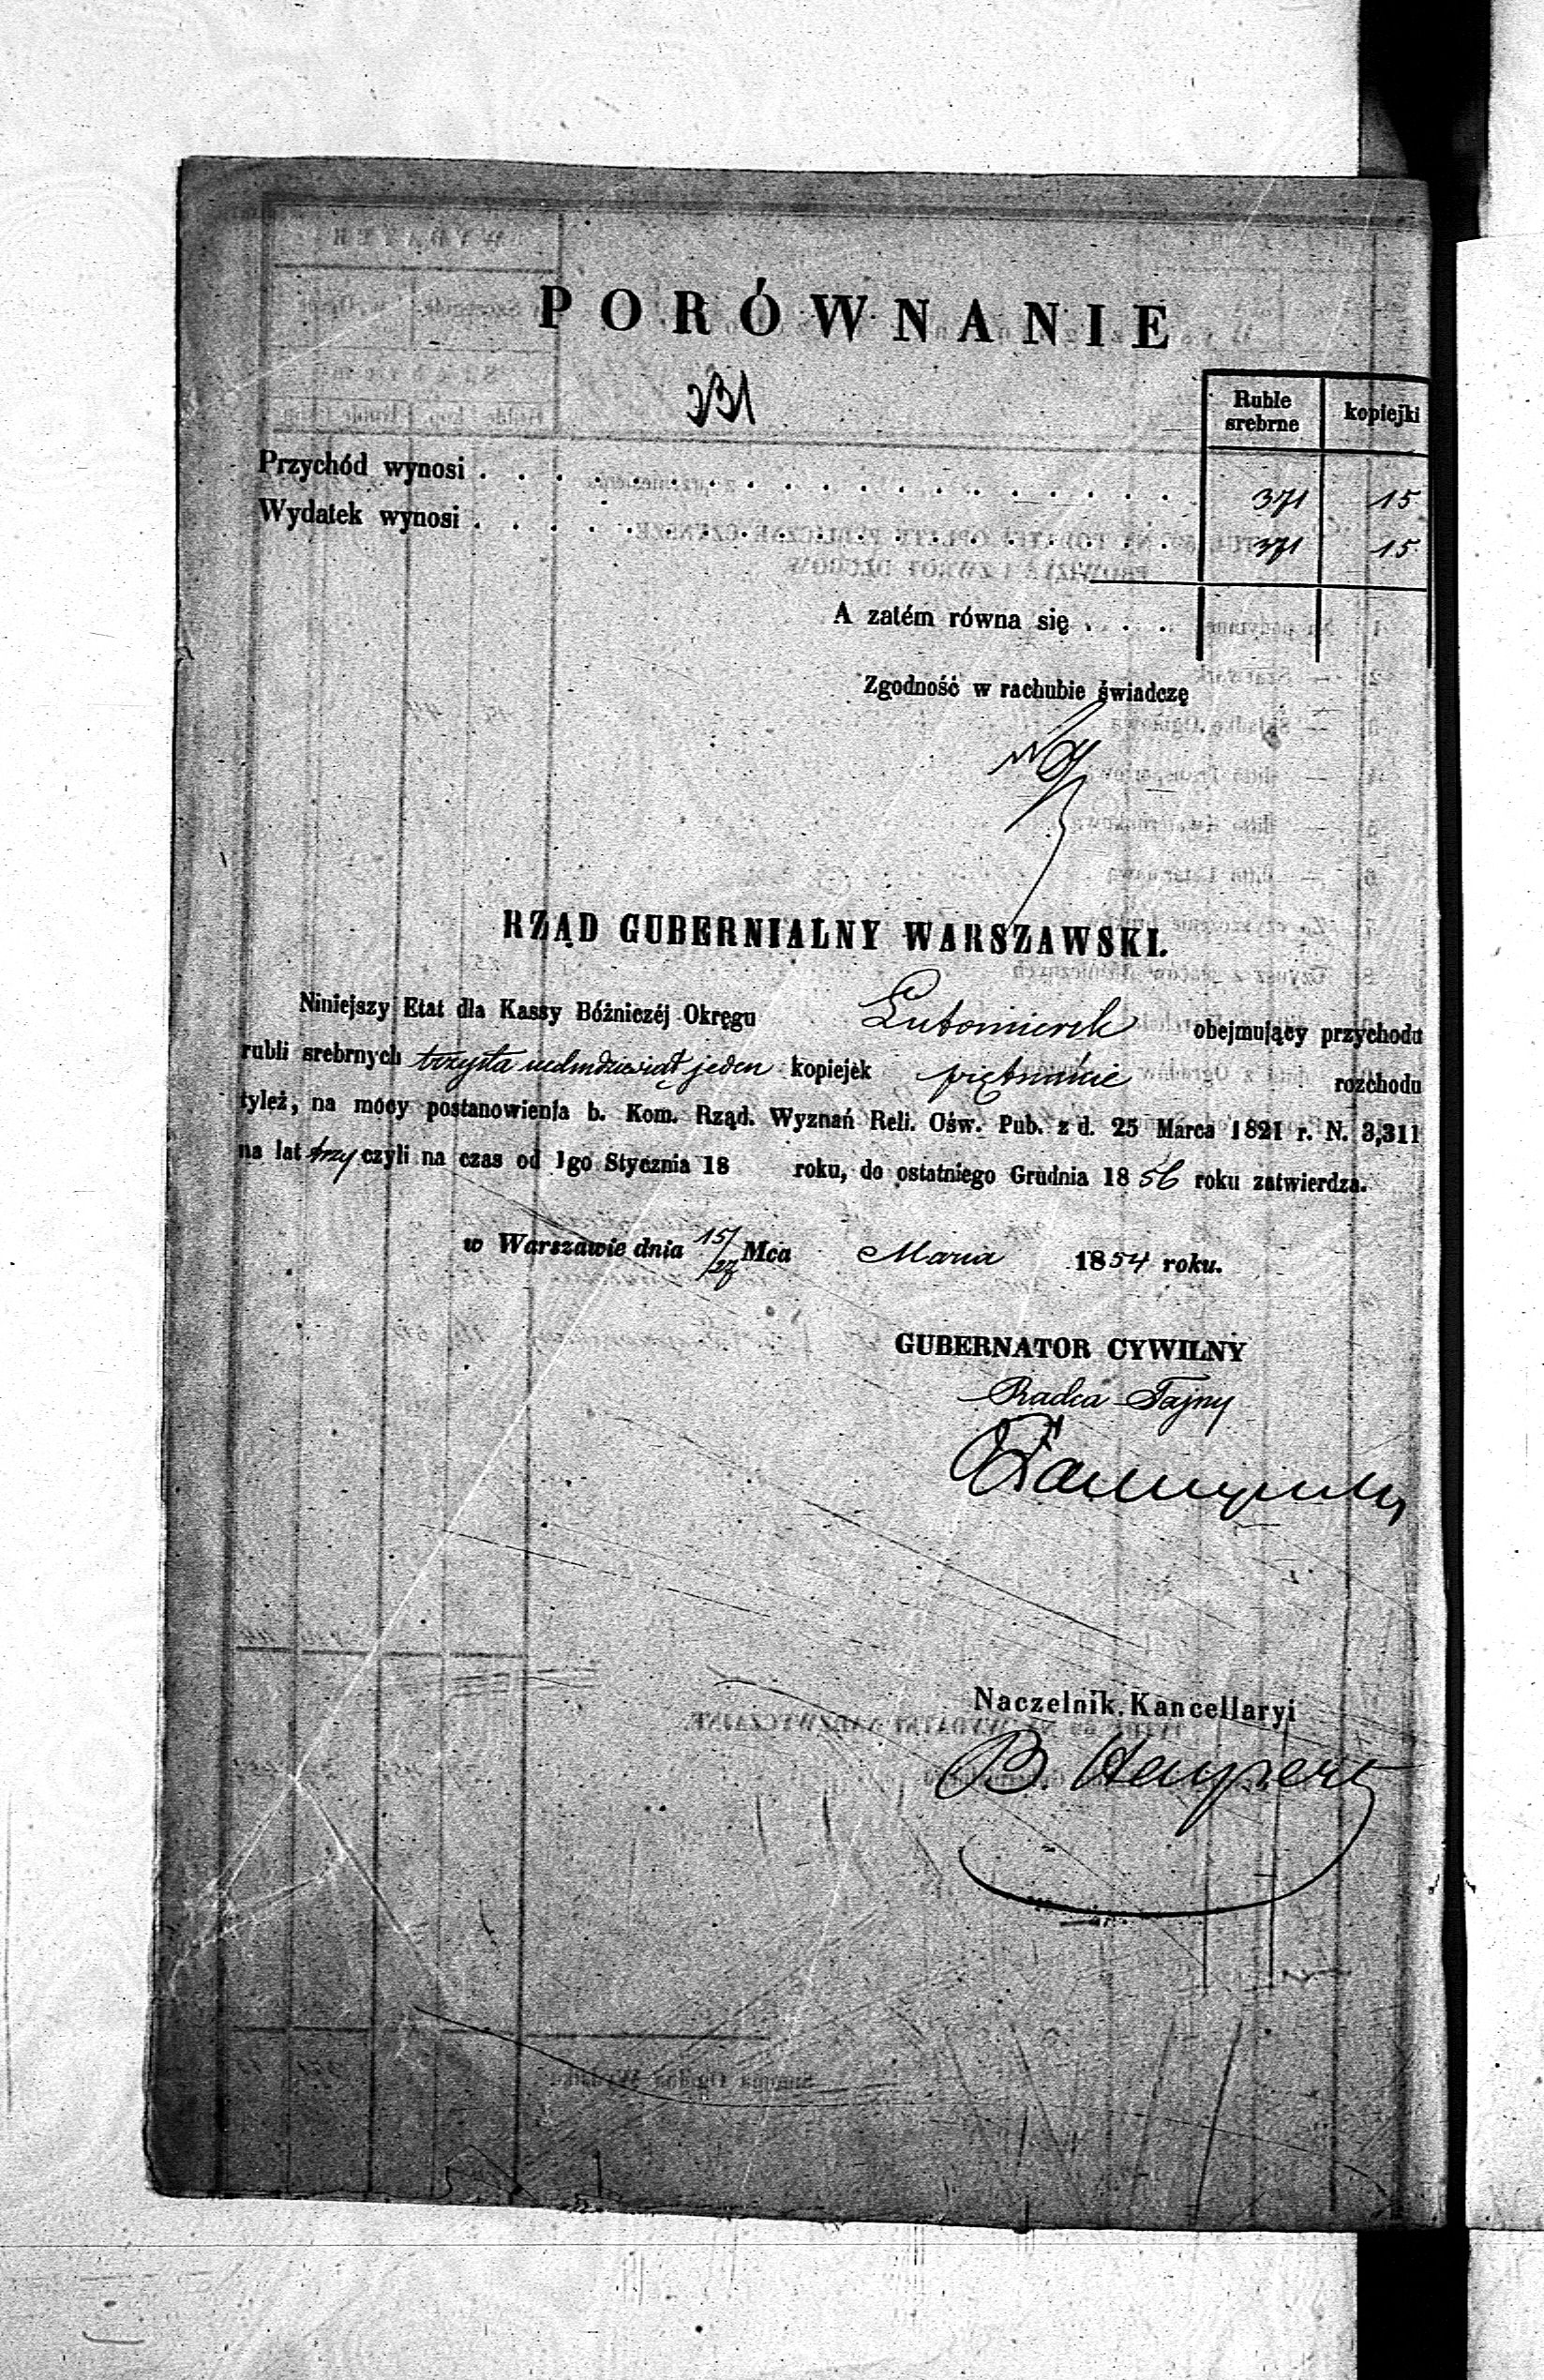 PORÓWNANIE
331
Ruble srebrne kopiejki
Przychód wynosi . . . . . . . . . . . . . . . . . . . . 371 15
Wydatek wynosi . . . . . . . . . . . . . . . . . . . . 371 15
A zatém równa się . . .
Zgodność w rachubie świadczę
RZĄD GUBERNIALNY WARSZAWSKI.
Niniejszy Etat dla Kassy Bóżniczéj Okręgu Lutomiersk obejmujący przychodu
rubli srebrnych trzysta siedmdziesiąt jeden kopiejek piętnaście rozchodu
tyleż, na mocy postanowienia b. Kom. Rząd. Wyznań Reli. Ośw. Pub. z d. 25 Marca 1821 r. N. 3,311
na lat trzy czyli na czas od 1go Stycznia 18 roku, do ostatniego Grudnia 1856 roku zatwierdza.
w Warszawie dnia 15/27 Mca Marca 1854 roku.
GUBERNATOR CYWILNY
Radca Tajny
Naczelnik Kancellaryi
B.